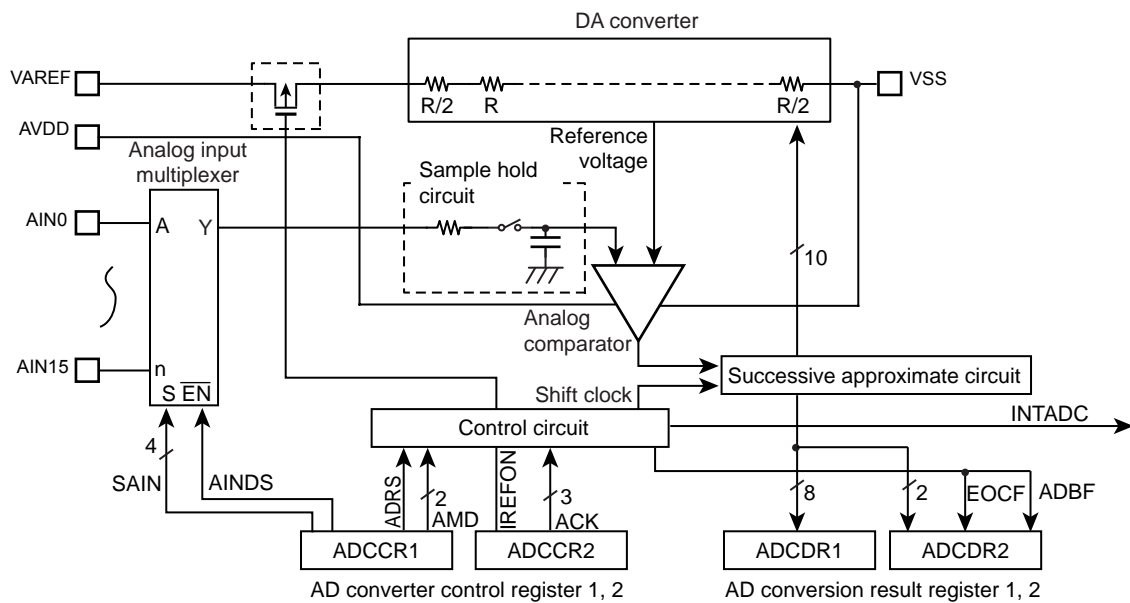 DA converter
VAREF
R/2
R
R/2
VSS
AVDD
Reference
voltage
Analog input
multiplexer
Sample hold
circuit
AIN0
A
Y
10
Analog
comparator
AIN15
n
S EN
Successive approximate circuit
Shift clock
INTADC
Control circuit
4
SAIN
AINDS
ADRS
2
AMD
IREFON
3
ACK
8
2
EOCF
ADBF
ADCCR1
ADCCR2
ADCDR1
ADCDR2
AD converter control register 1, 2
AD conversion result register 1, 2